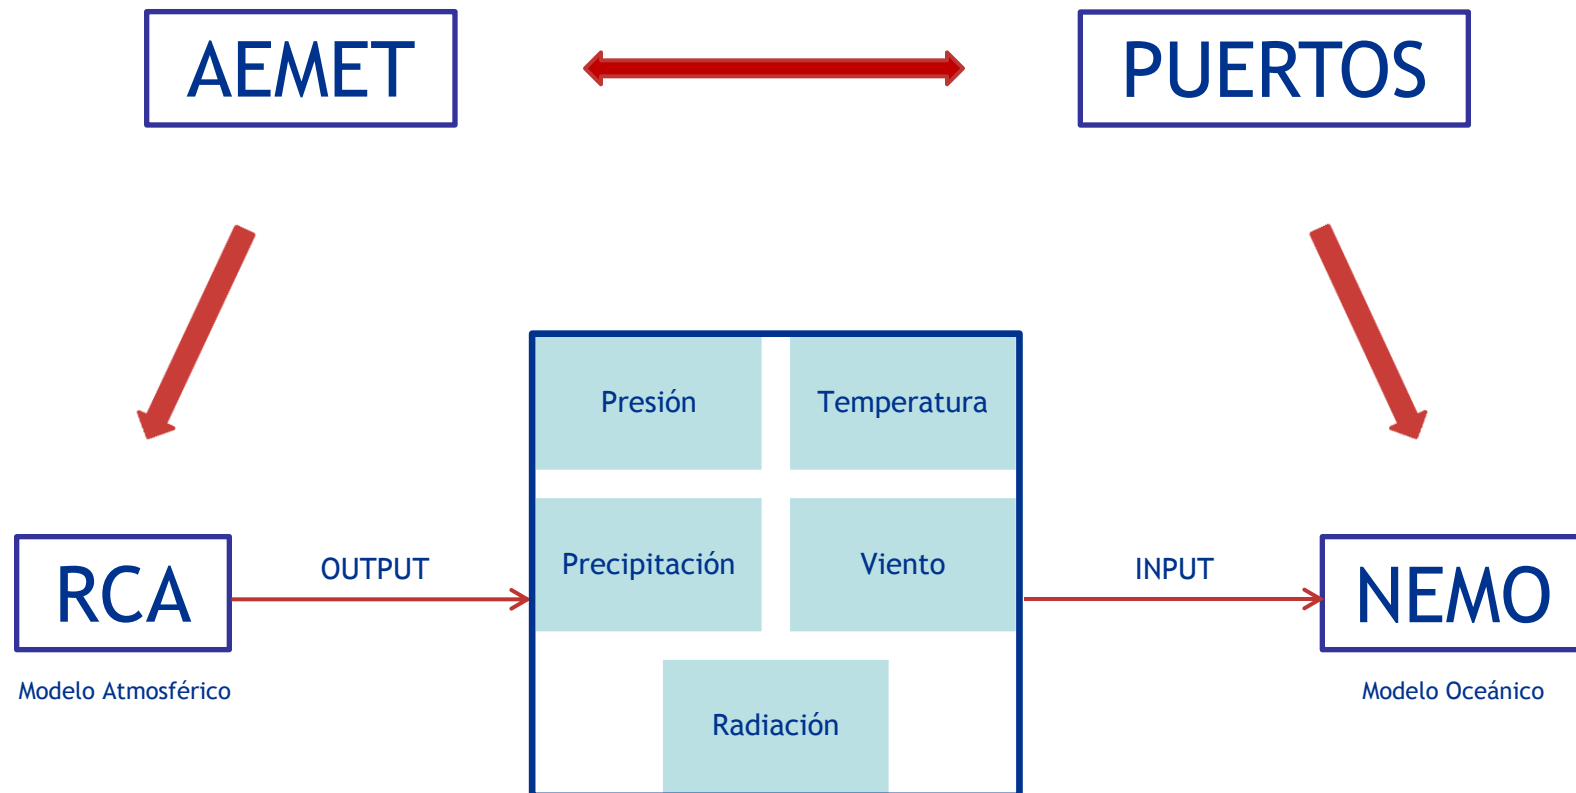 AEMET
PUERTOS
Presión
Temperatura
Precipitación
Viento
Radiación
RCA
OUTPUT
INPUT
NEMO
Modelo Atmosférico
Modelo Oceánico